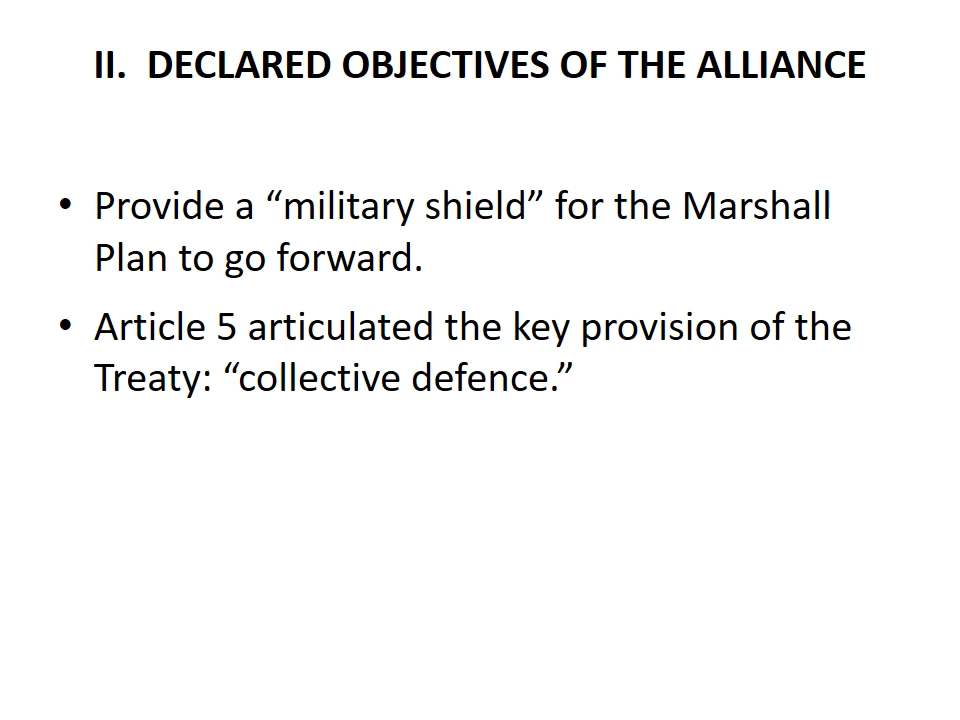 II.  DECLARED OBJECTIVES OF THE ALLIANCE
• Provide a “military shield” for the Marshall
Plan to go forward.
• Article 5 articulated the key provision of the
Treaty: “collective defence.”